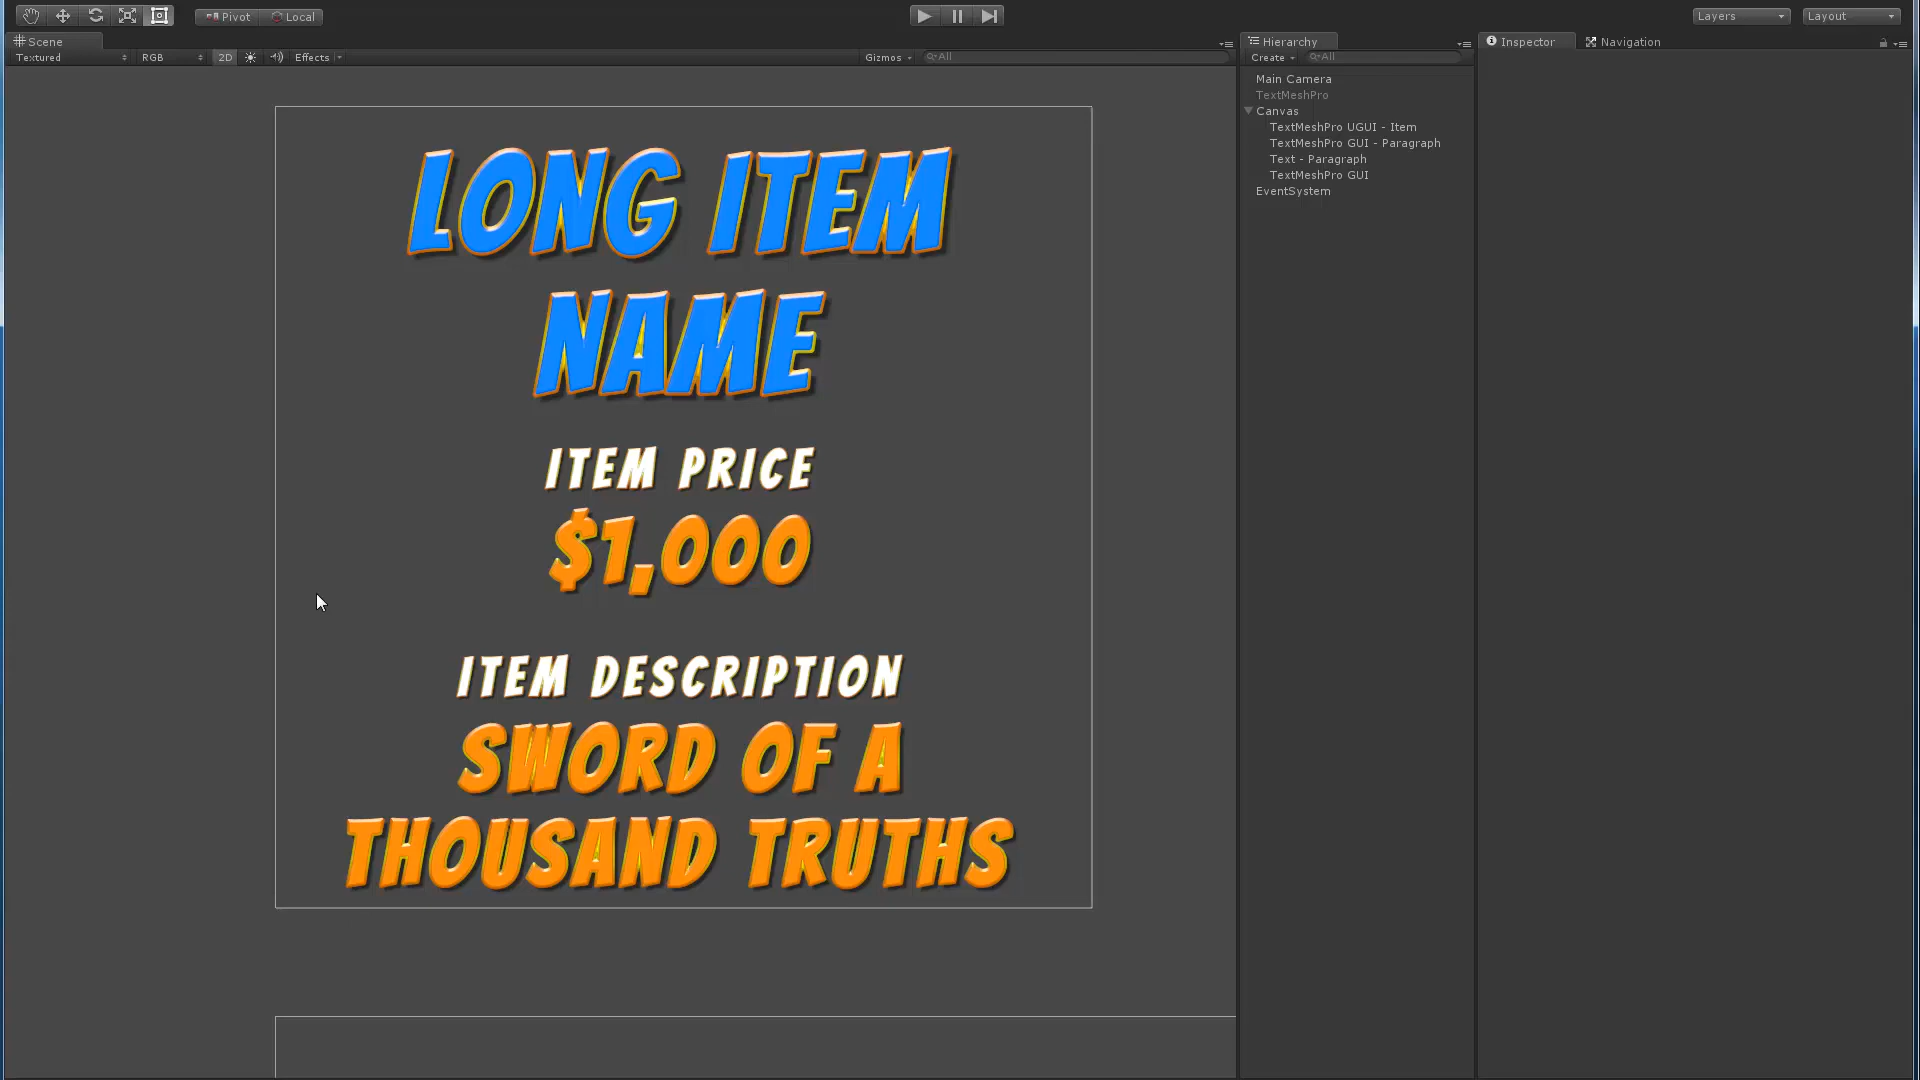 Pivot Local Layers Layout
Scene Hierarchy Inspector Navigation
Textured RGB 2D Effects Gizmos All Create All
Main Camera
TextMeshPro
Canvas
TextMeshPro UGUI - Item
TextMeshPro GUI - Paragraph
Text - Paragraph
TextMeshPro GUI
EventSystem
LONG ITEM
NAME
ITEM PRICE
$1,000
ITEM DESCRIPTION
SWORD OF A
THOUSAND TRUTHS